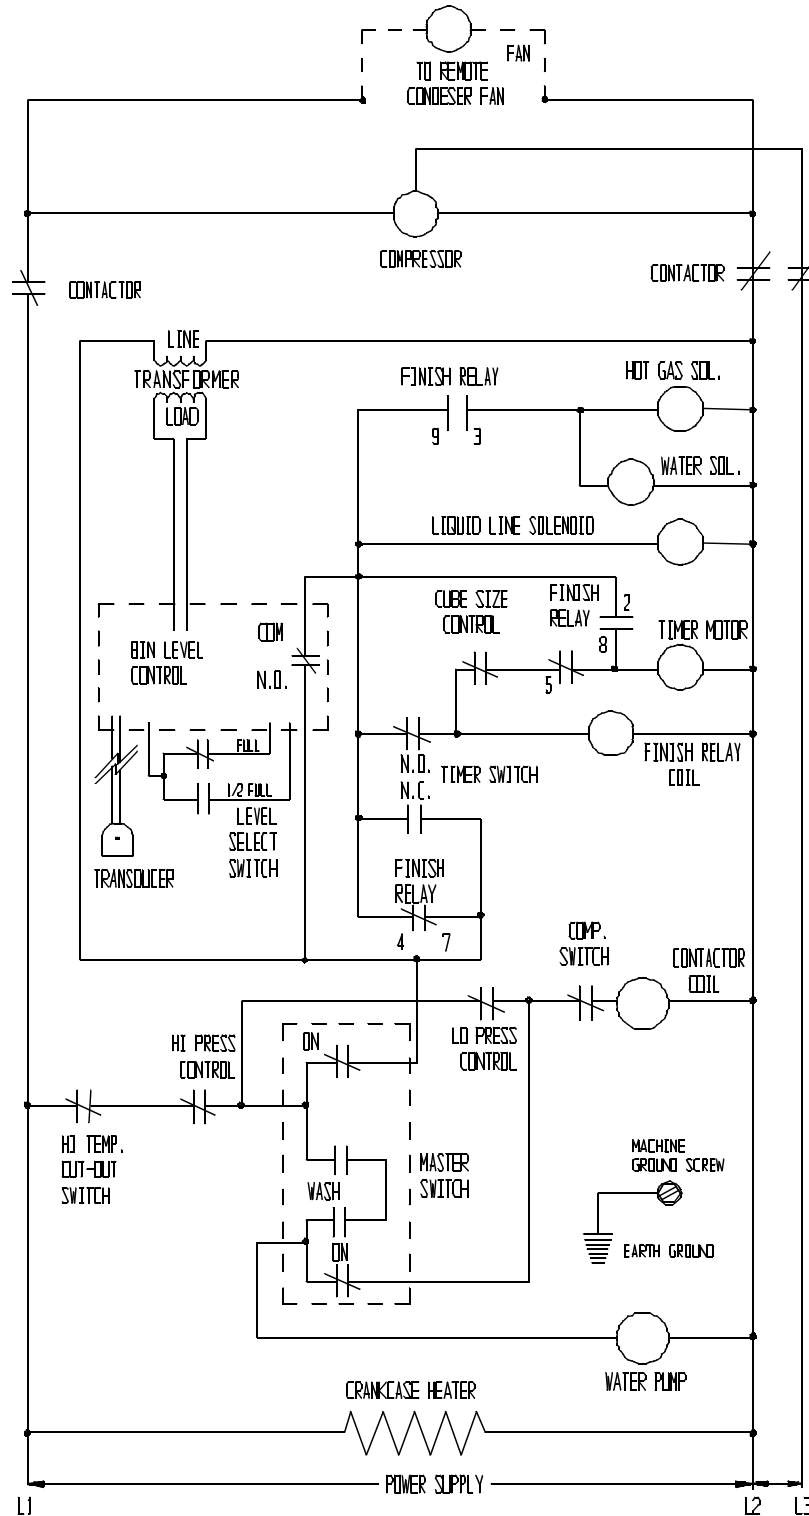 FAN
TO REMOTE
CONDESER FAN
COMPRESSOR
CONTACTOR
CONTACTOR
LINE
TRANSFORMER
LOAD
FINISH RELAY
9 3
HOT GAS SOL.
WATER SOL.
LIQUID LINE SOLENOID
CUBE SIZE
CONTROL
FINISH
RELAY
2
8
TIMER MOTOR
5
BIN LEVEL
CONTROL
COM
N.O.
FULL
1/2 FULL
LEVEL
SELECT
SWITCH
TRANSDUCER
N.O.
N.C.
TIMER SWITCH
FINISH RELAY
COIL
FINISH
RELAY
4 7
COMP.
SWITCH
CONTACTOR
COIL
LO PRESS
CONTROL
HI PRESS
CONTROL
ON
HI TEMP.
CUT-OUT
SWITCH
WASH
ON
MASTER
SWITCH
MACHINE
GROUND SCREW
EARTH GROUND
WATER PUMP
CRANKCASE HEATER
POWER SUPPLY
L1 L2 L3